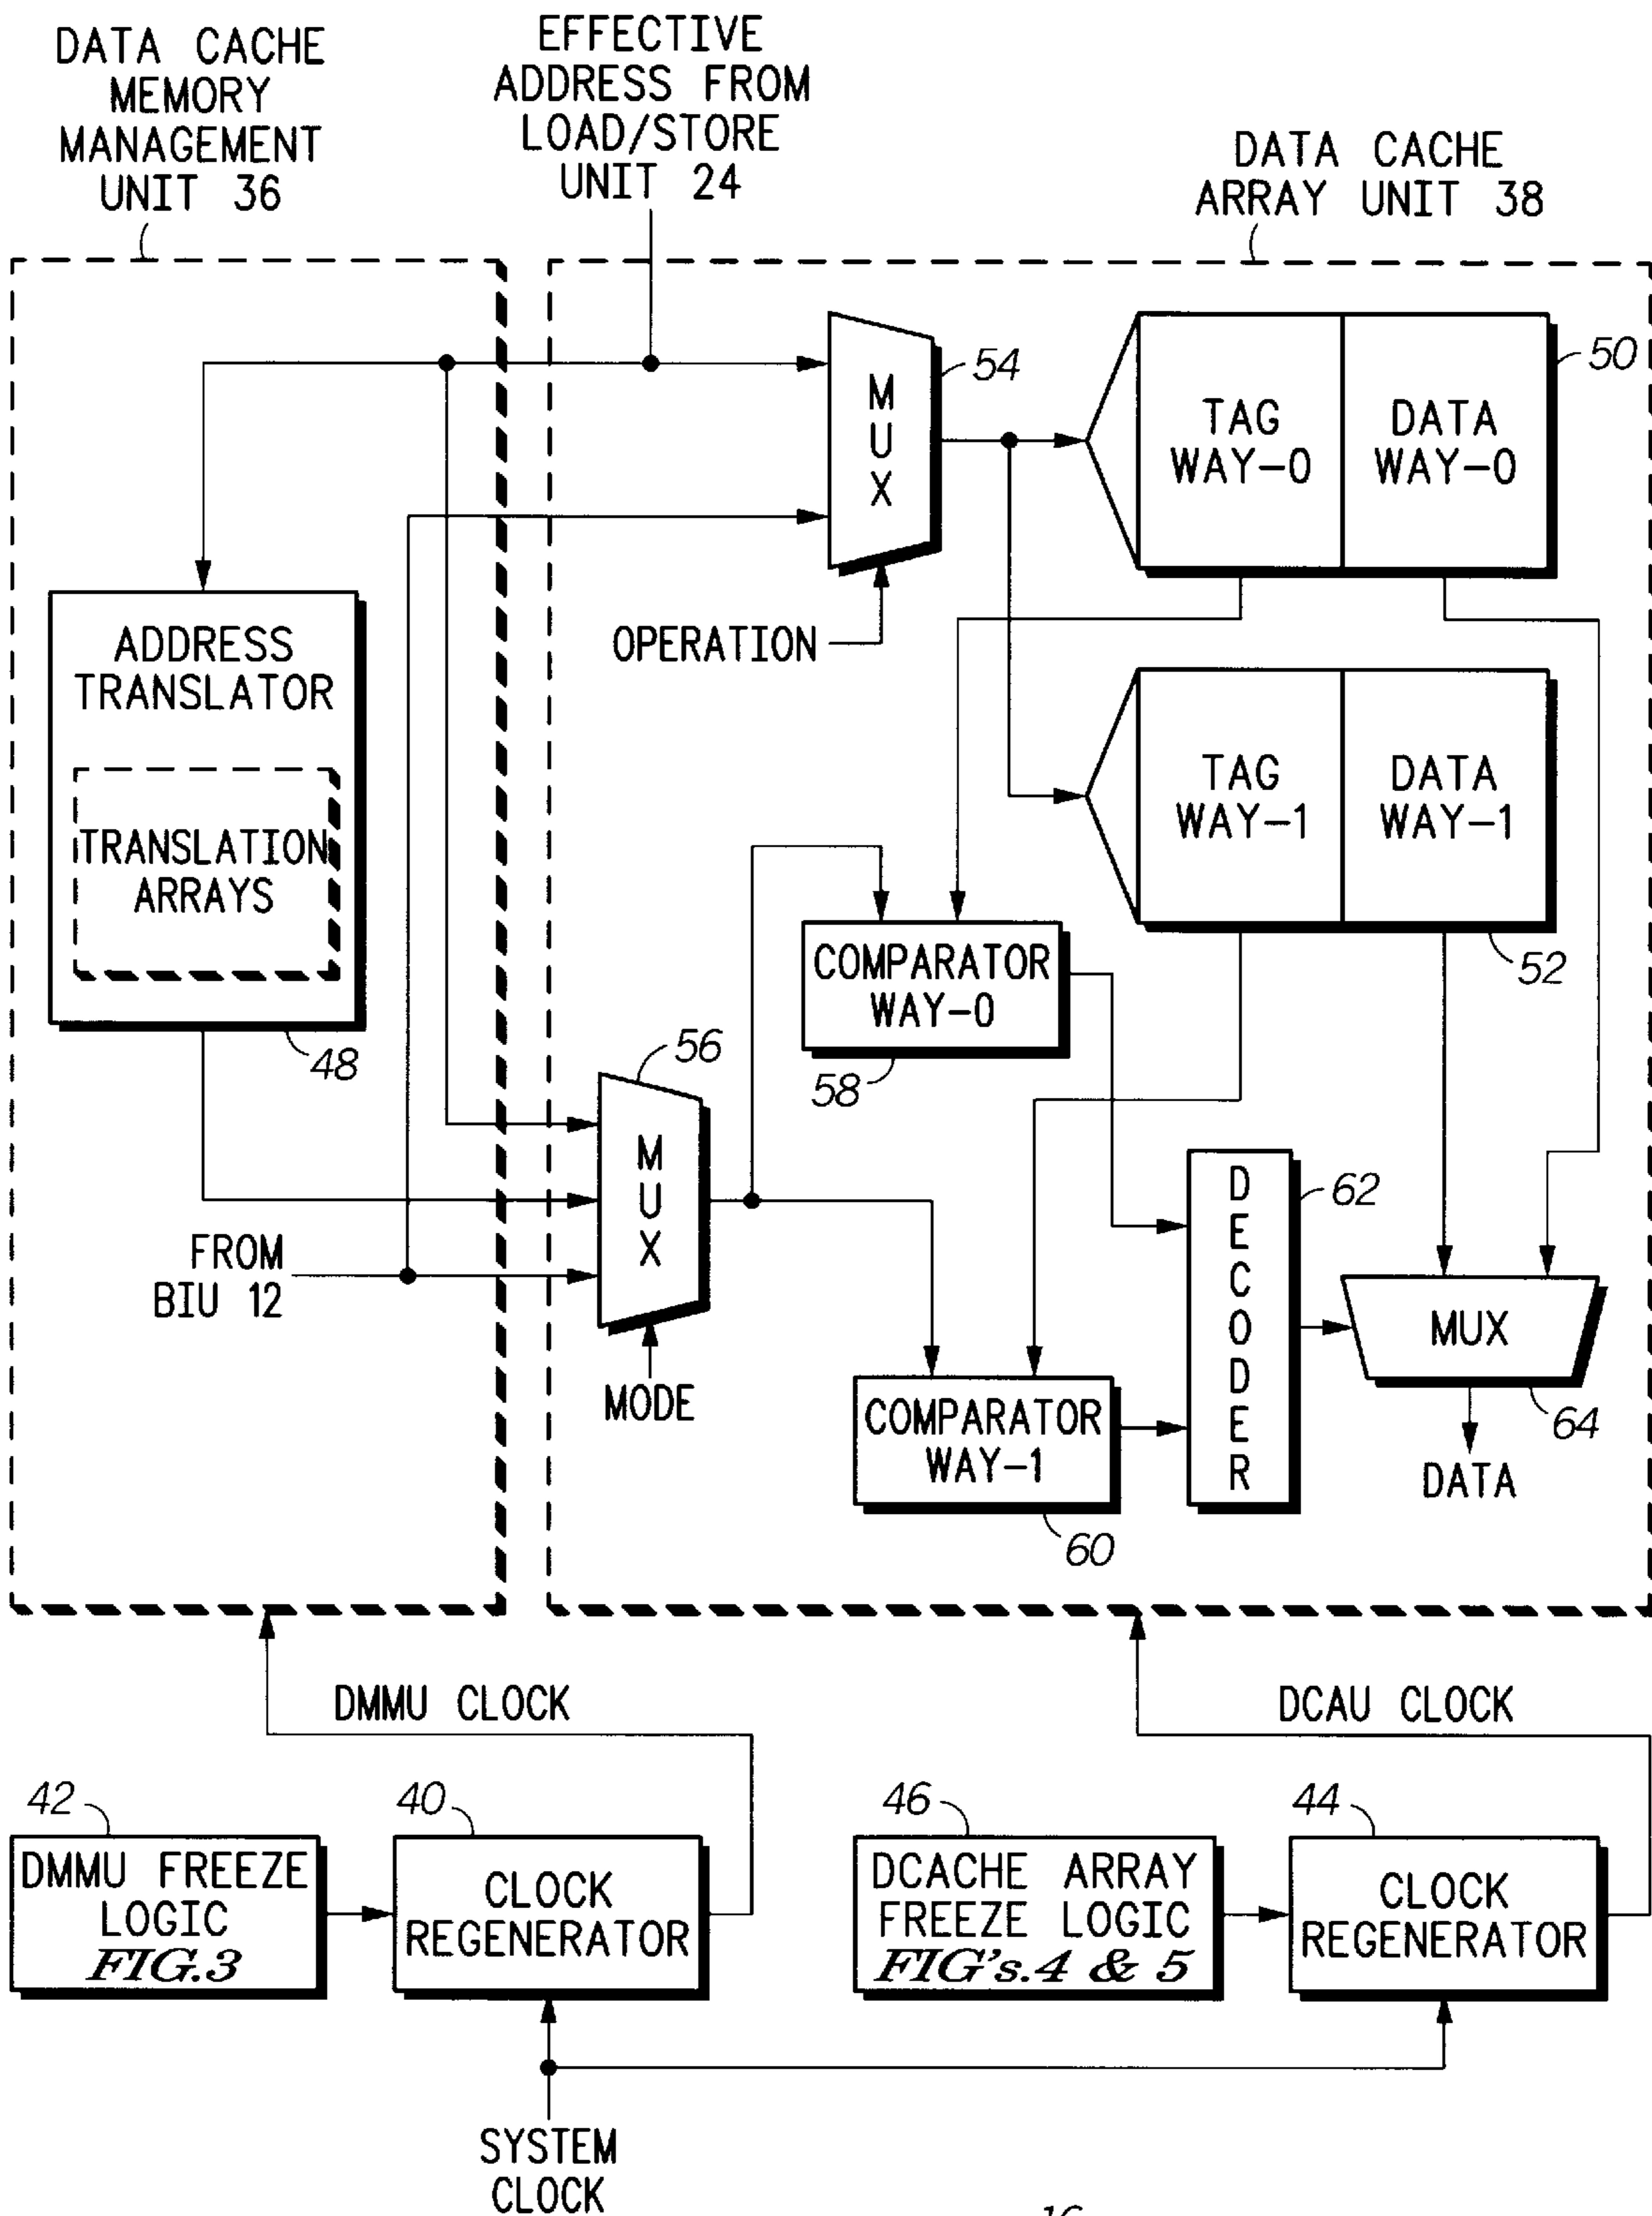 DATA CACHE
MEMORY
MANAGEMENT
UNIT 36
EFFECTIVE
ADDRESS FROM
LOAD/STORE
UNIT 24
DATA CACHE
ARRAY UNIT 38
MUX
54
TAG
WAY-0
DATA
WAY-0
50
OPERATION
ADDRESS
TRANSLATOR
TRANSLATION
ARRAYS
48
TAG
WAY-1
DATA
WAY-1
52
COMPARATOR
WAY-0
58
56
MUX
FROM
BIU 12
MODE
DECODER
62
MUX
64
DATA
COMPARATOR
WAY-1
60
DMMU CLOCK
DCAU CLOCK
42
DMMU FREEZE
LOGIC
FIG.3
40
CLOCK
REGENERATOR
46
DCACHE ARRAY
FREEZE LOGIC
FIG's.4 & 5
44
CLOCK
REGENERATOR
SYSTEM
CLOCK